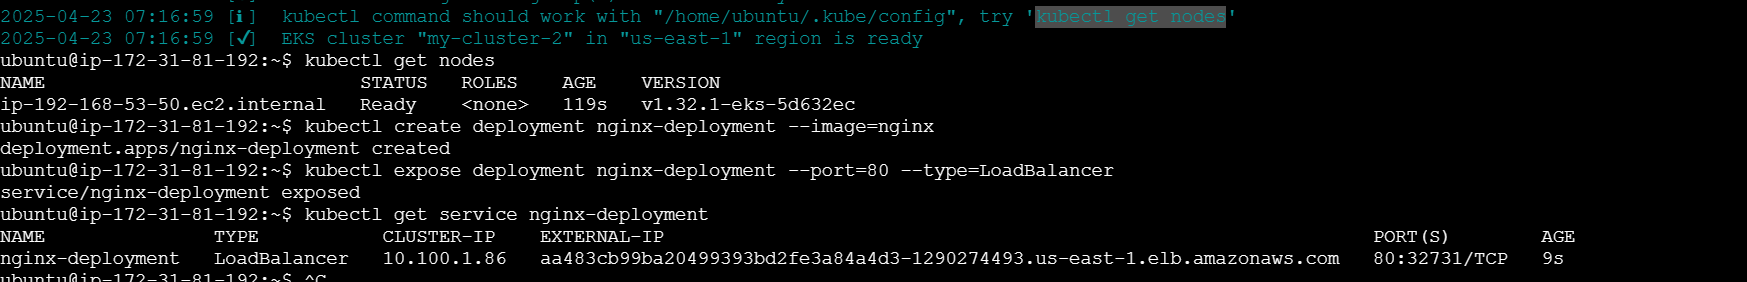 2025-04-23 07:16:59 [ℹ]  kubectl command should work with "/home/ubuntu/.kube/config", try 'kubectl get nodes'
2025-04-23 07:16:59 [✔]  EKS cluster "my-cluster-2" in "us-east-1" region is ready
ubuntu@ip-172-31-81-192:~$ kubectl get nodes
NAME                            STATUS   ROLES    AGE    VERSION
ip-192-168-53-50.ec2.internal   Ready    <none>   119s   v1.32.1-eks-5d632ec
ubuntu@ip-172-31-81-192:~$ kubectl create deployment nginx-deployment --image=nginx
deployment.apps/nginx-deployment created
ubuntu@ip-172-31-81-192:~$ kubectl expose deployment nginx-deployment --port=80 --type=LoadBalancer
service/nginx-deployment exposed
ubuntu@ip-172-31-81-192:~$ kubectl get service nginx-deployment
NAME               TYPE           CLUSTER-IP    EXTERNAL-IP                                                               PORT(S)        AGE
nginx-deployment   LoadBalancer   10.100.1.86   aa483cb99ba20499393bd2fe3a84a4d3-1290274493.us-east-1.elb.amazonaws.com   80:32731/TCP   9s
ubuntu@ip-172-31-81-192:~$ ^C